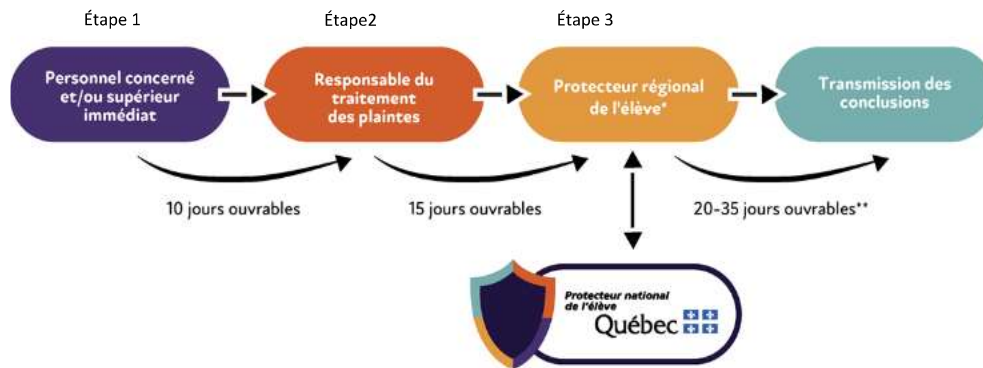 Étape 1
Étape2
Étape 3
Personnel concerné
et/ou supérieur
immédiat
Responsable du
traitement
des plaintes
Protecteur régional
de l'élève*
Transmission des
conclusions
10 jours ouvrables
15 jours ouvrables
20-35 jours ouvrables**
Protecteur national
de l'élève
Québec